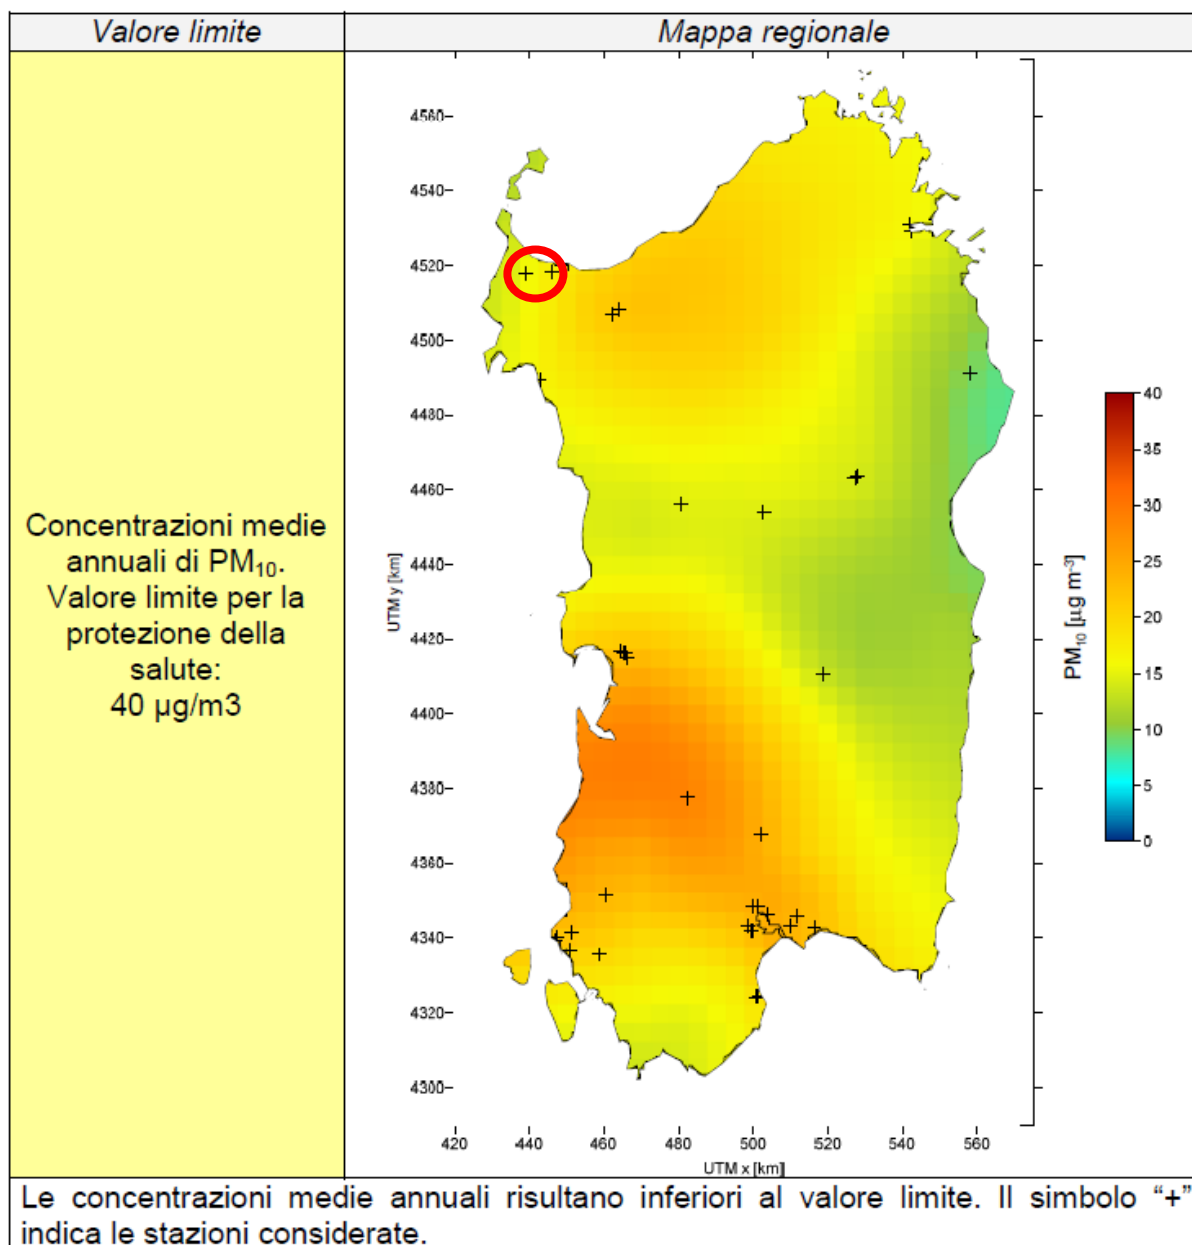 Valore limite
Mappa regionale
Concentrazioni medie
annuali di PM₁₀.
Valore limite per la
protezione della
salute:
40 µg/m3
4560
4540
4520
4500
4480
4460
4440
4420
4400
4380
4360
4340
4320
4300
UTM y [km]
420 440 460 480 500 520 540 560
UTM x [km]
PM₁₀ [µg m⁻³]
40
35
30
25
20
15
10
5
0
Le concentrazioni medie annuali risultano inferiori al valore limite. Il simbolo “+”
indica le stazioni considerate.